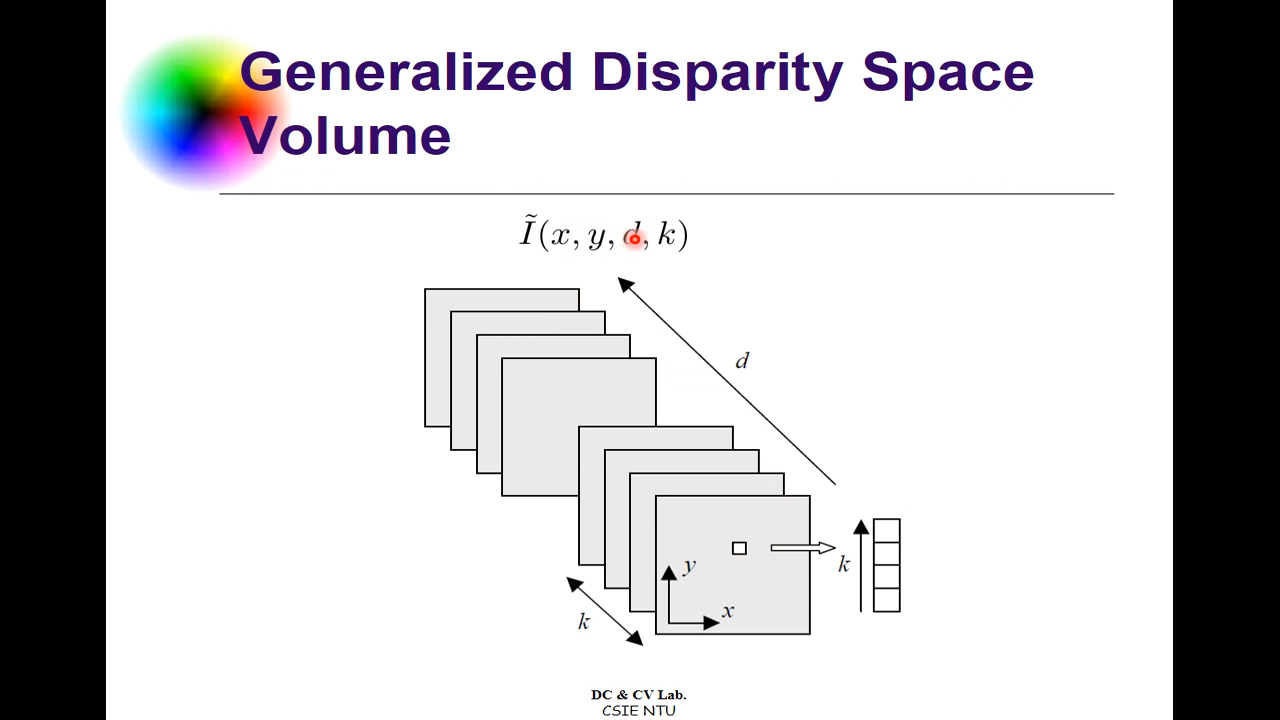 Generalized Disparity Space
Volume
Ĩ(x, y, d, k)
d
k
y
x
k
DC & CV Lab.
CSIE NTU